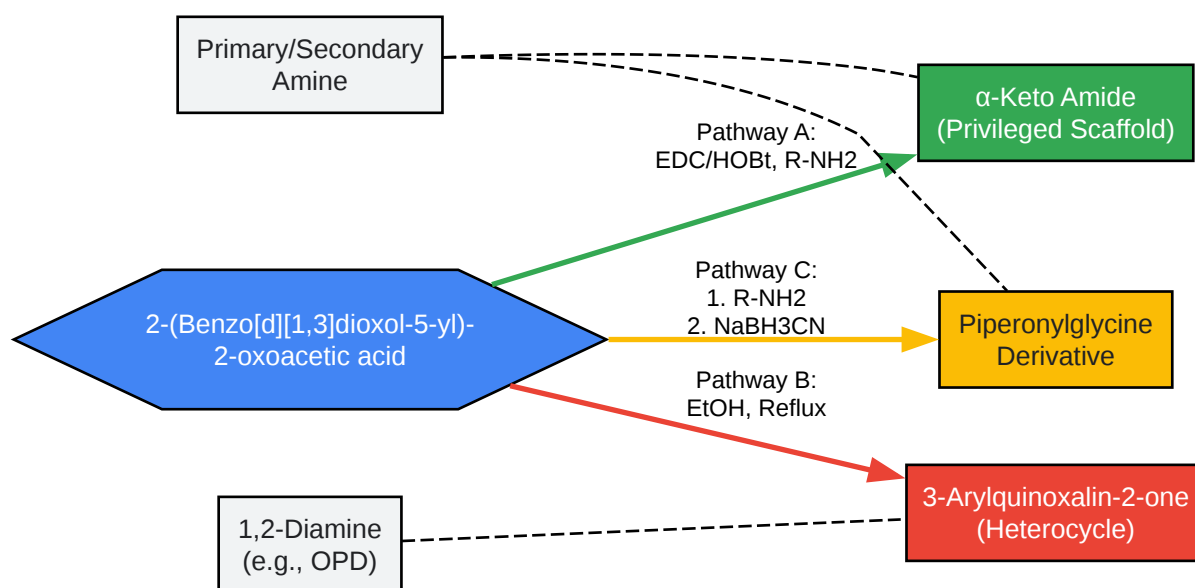 Primary/Secondary
Amine
α-Keto Amide
(Privileged Scaffold)
Pathway A:
EDC/HOBt, R-NH2
2-(Benzo[d][1,3]dioxol-5-yl)-
2-oxoacetic acid
Pathway C:
1. R-NH2
2. NaBH3CN
Piperonylglycine
Derivative
Pathway B:
EtOH, Reflux
3-Arylquinoxalin-2-one
(Heterocycle)
1,2-Diamine
(e.g., OPD)